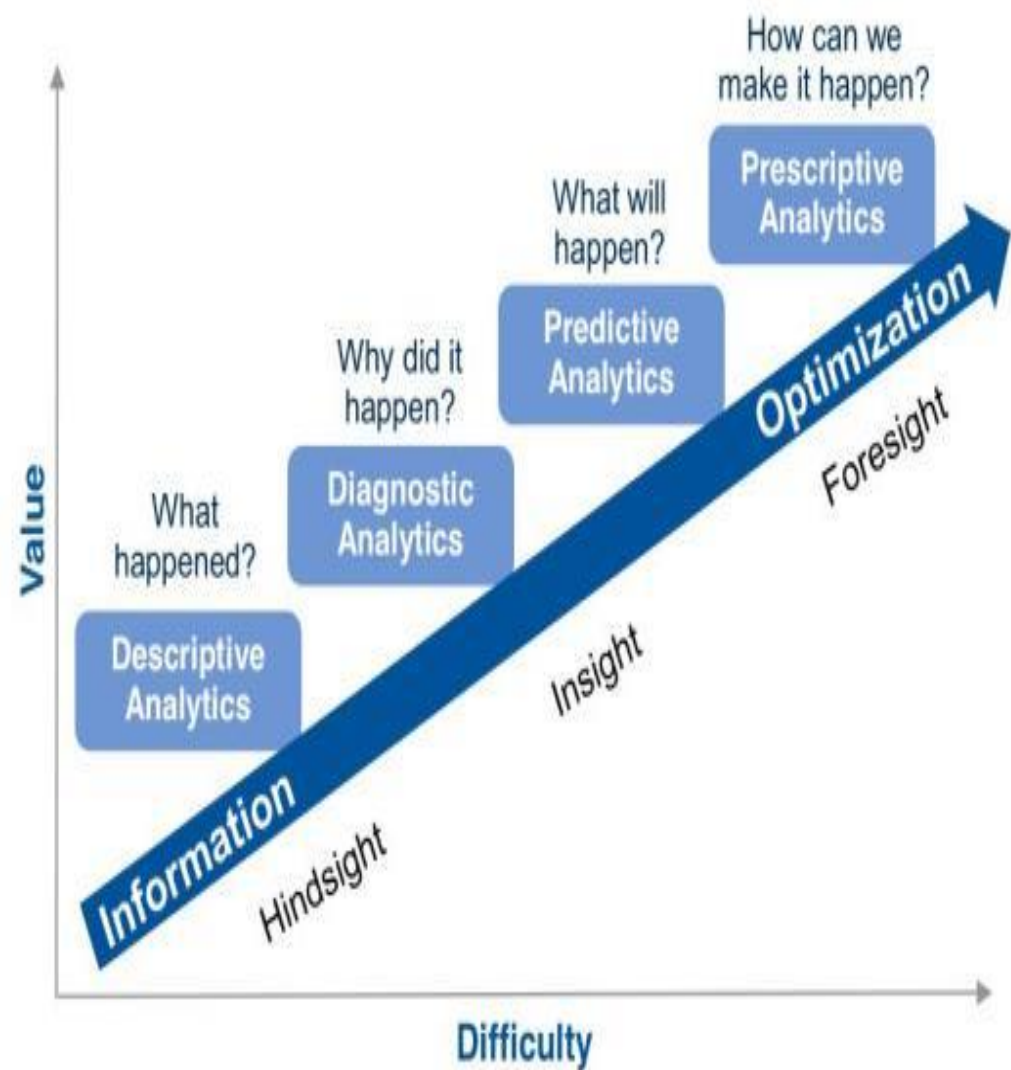 How can we
make it happen?
Prescriptive
Analytics
What will
happen?
Predictive
Analytics
Why did it
happen?
Diagnostic
Analytics
What
happened?
Descriptive
Analytics
Value
Information
Optimization
Hindsight
Insight
Foresight
Difficulty